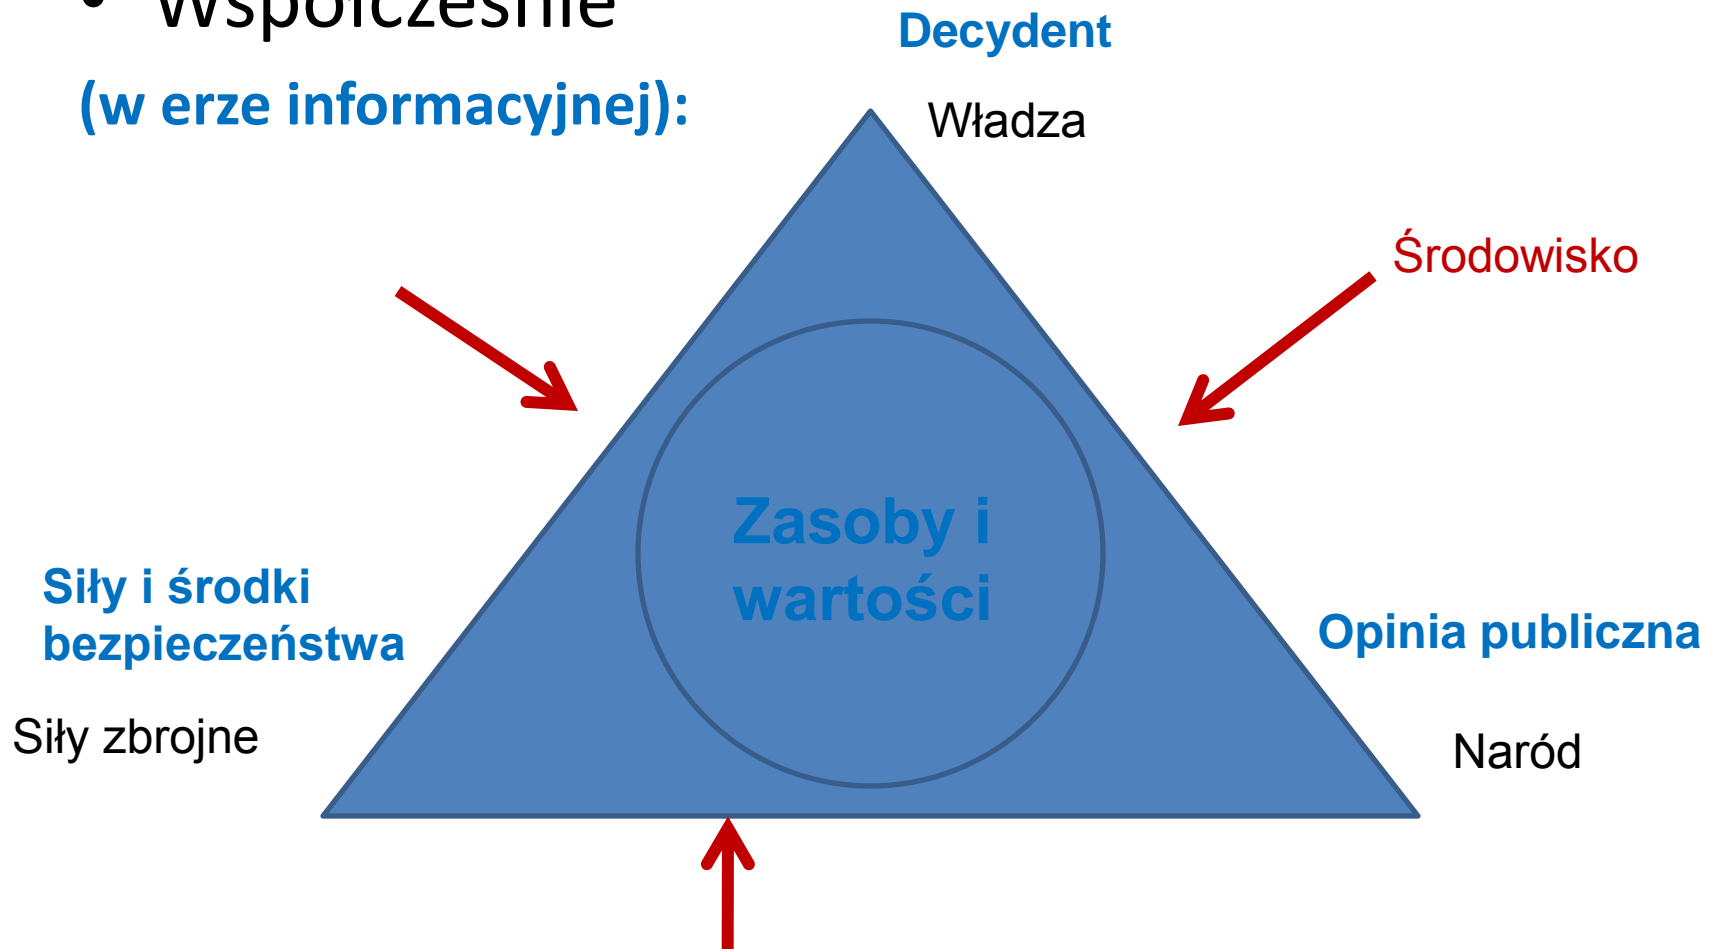 • Współcześnie
(w erze informacyjnej):
Decydent
Władza
Środowisko
Zasoby i
wartości
Siły i środki
bezpieczeństwa
Siły zbrojne
Opinia publiczna
Naród